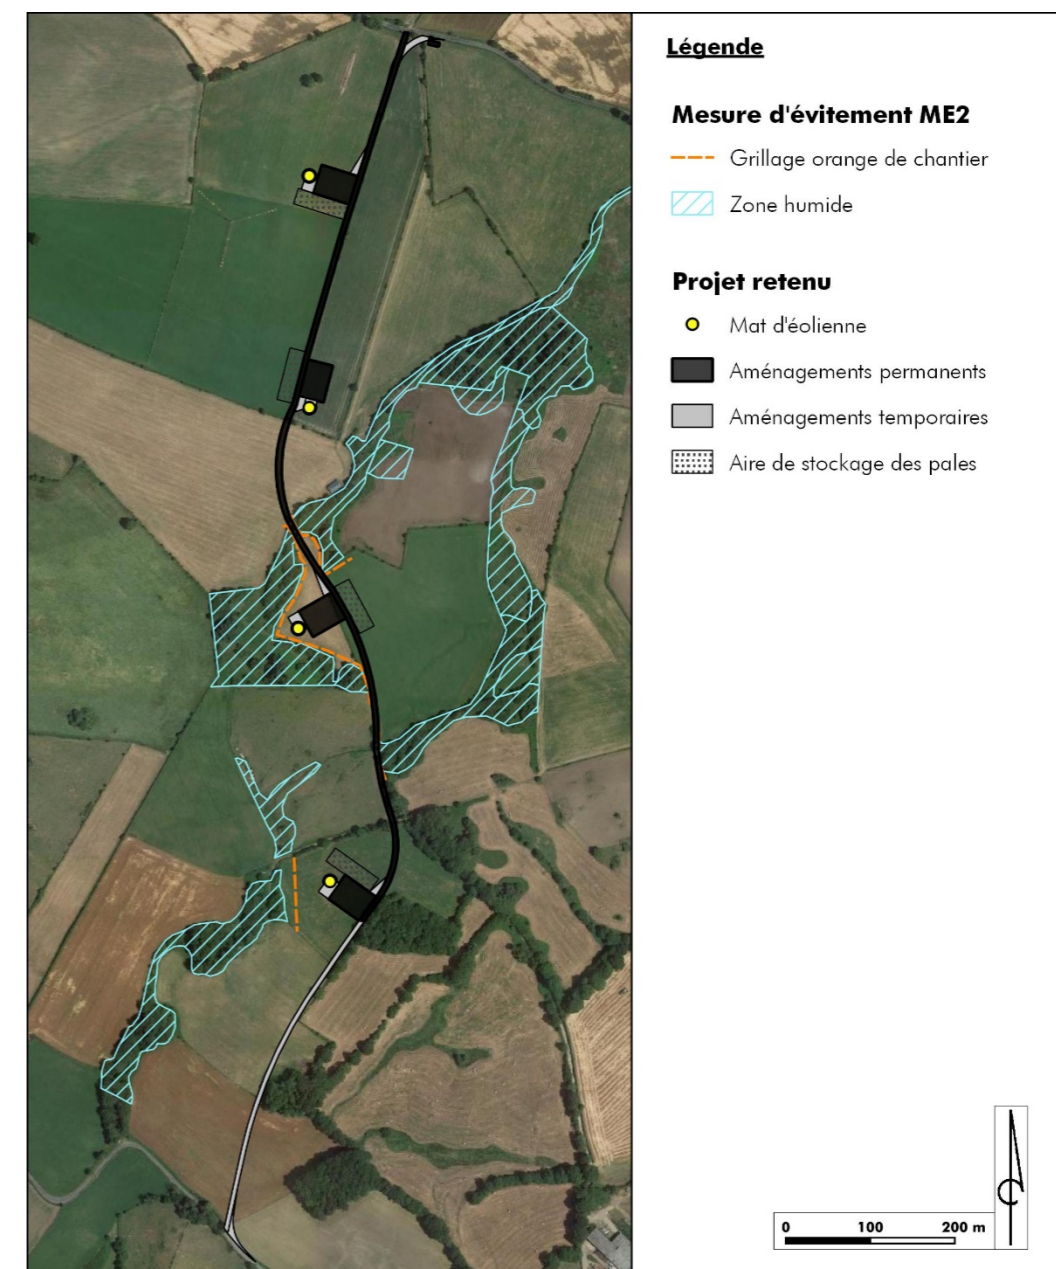 Légende
Mesure d'évitement ME2
Grillage orange de chantier
Zone humide
Projet retenu
Mat d'éolienne
Aménagements permanents
Aménagements temporaires
Aire de stockage des pales
0 100 200 m